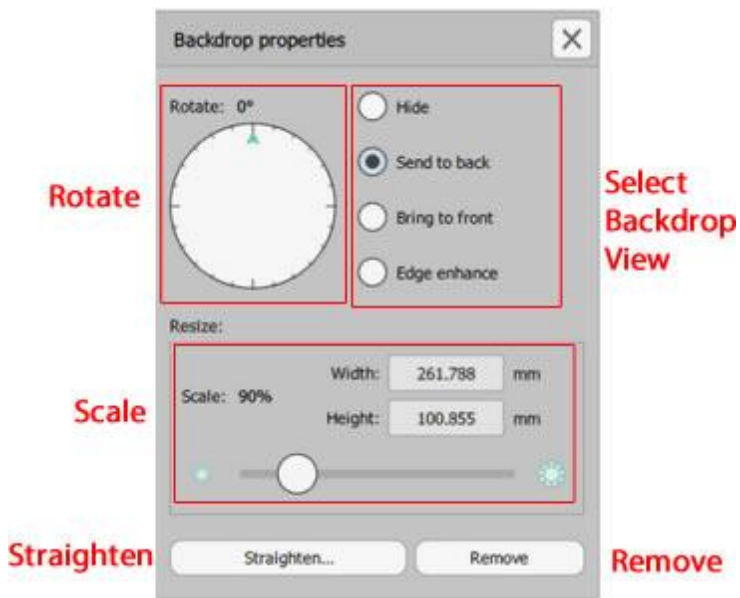 Backdrop properties
Rotate: 0°
Hide
Send to back
Bring to front
Edge enhance
Rotate
Select
Backdrop
View
Resize:
Width: 261.788 mm
Scale: 90%
Height: 100.855 mm
Scale
Straighten
Straighten...
Remove
Remove